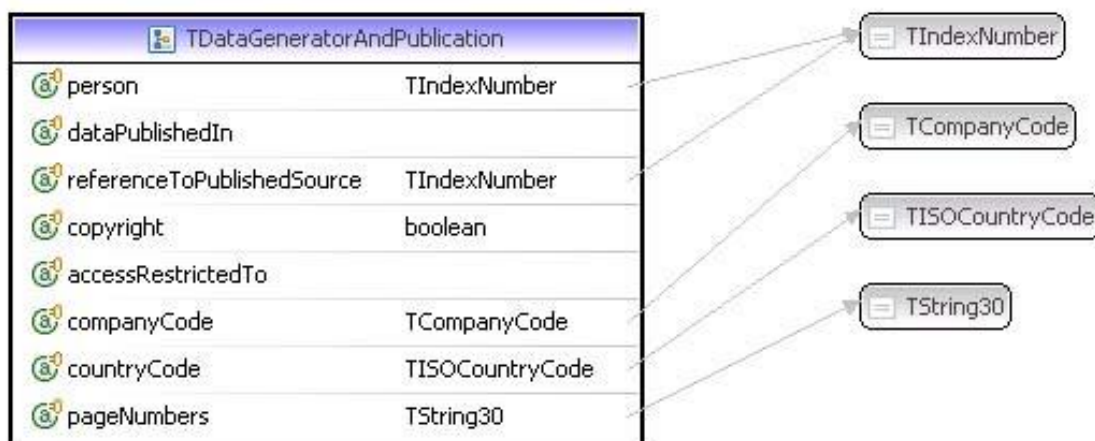 TDataGeneratorAndPublication
person TIndexNumber
dataPublishedIn
referenceToPublishedSource TIndexNumber
copyright boolean
accessRestrictedTo
companyCode TCompanyCode
countryCode TISOCountryCode
pageNumbers TString30
TIndexNumber
TCompanyCode
TISOCountryCode
TString30